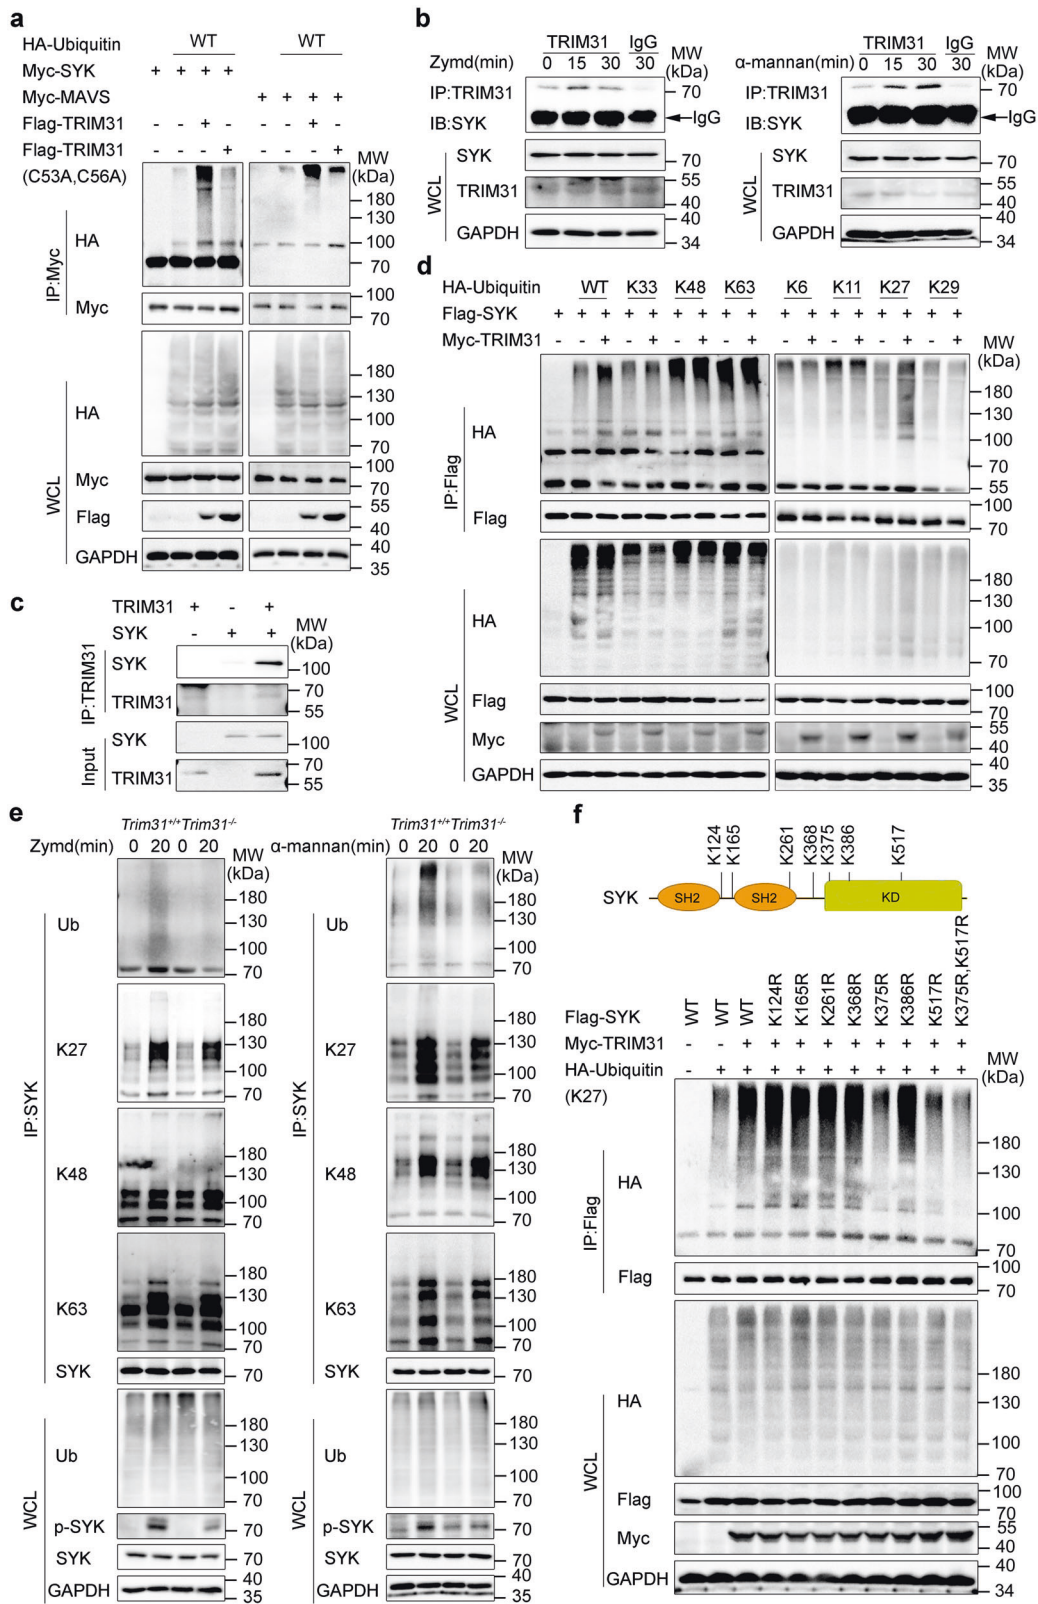 a
HA-Ubiquitin WT WT
Myc-SYK + + + +
Myc-MAVS + + + +
Flag-TRIM31 - - + - - - + -
Flag-TRIM31 - - - + - - - +
(C53A,C56A)
MW
(kDa)
IP:Myc
HA
180
130
100
70
Myc
100
70
WCL
HA
180
130
100
70
Myc
100
70
Flag
55
40
GAPDH
40
35
b
TRIM31 IgG MW
Zymd(min) 0 15 30 30 (kDa)
IP:TRIM31
70
IB:SYK
IgG
WCL
SYK
70
TRIM31
55
40
GAPDH
40
34
TRIM31 IgG MW
α-mannan(min) 0 15 30 30 (kDa)
IP:TRIM31
70
IB:SYK
IgG
WCL
SYK
70
TRIM31
55
40
GAPDH
40
34
c
TRIM31 + - +
SYK - + +
MW
(kDa)
IP:TRIM31
SYK
100
TRIM31
70
55
Input
SYK
100
TRIM31
70
55
d
HA-Ubiquitin WT K33 K48 K63 K6 K11 K27 K29
Flag-SYK + + + + + + + + + + + + + + + + +
Myc-TRIM31 - - + - + - + - + - + - + - + - +
MW
(kDa)
IP:Flag
HA
180
130
100
70
55
Flag
100
70
WCL
HA
180
130
100
70
Flag
100
70
Myc
55
40
GAPDH
40
35
e
Trim31+/+ Trim31-/-
Zymd(min) 0 20 0 20
MW
(kDa)
IP:SYK
Ub
180
130
100
70
K27
180
130
100
70
K48
180
130
100
70
K63
180
130
100
70
SYK
70
WCL
Ub
180
130
100
70
p-SYK
70
SYK
70
GAPDH
40
35
Trim31+/+ Trim31-/-
α-mannan(min) 0 20 0 20
MW
(kDa)
IP:SYK
Ub
180
130
100
70
K27
180
130
100
70
K48
180
130
100
70
K63
180
130
100
70
SYK
70
WCL
Ub
180
130
100
70
p-SYK
70
SYK
70
GAPDH
40
35
f
K124 K165 K261 K368 K375 K386 K517
SYK SH2 SH2 KD
Flag-SYK WT WT WT K124R K165R K261R K368R K375R K386R K517R K375R,K517R
Myc-TRIM31 - - + + + + + + + + +
HA-Ubiquitin - + + + + + + + + + +
(K27)
MW
(kDa)
IP:Flag
HA
180
130
100
70
Flag
100
70
WCL
HA
180
130
100
70
Flag
100
70
Myc
55
40
GAPDH
40
34